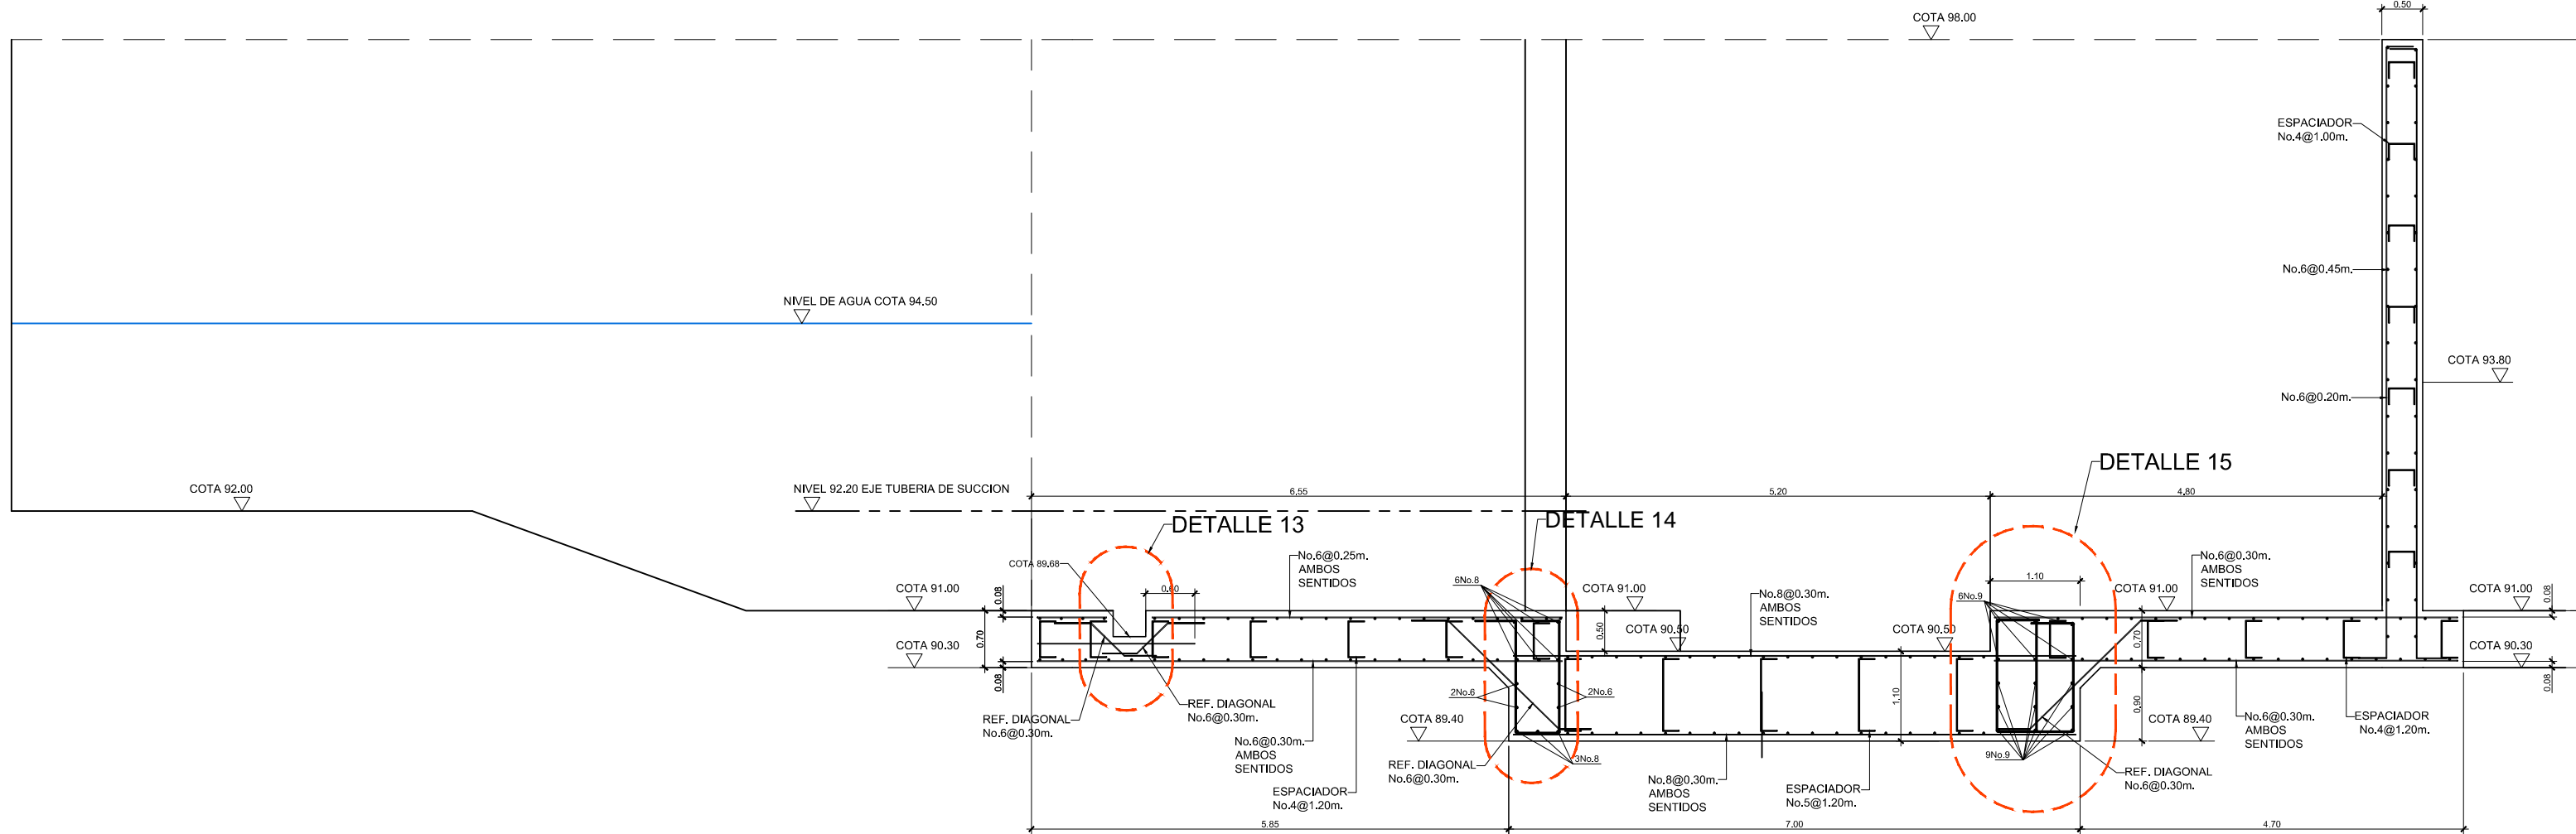 0.50
COTA 98.00
ESPACIADOR
No.4@1.00m.
No.6@0.45m.
NIVEL DE AGUA COTA 94.50
COTA 93.80
No.6@0.20m.
DETALLE 15
COTA 92.00
NIVEL 92.20 EJE TUBERIA DE SUCCION
6.55
5.20
4.80
DETALLE 13
DETALLE 14
COTA 89.68
No.6@0.25m.
AMBOS
SENTIDOS
No.6@0.30m.
AMBOS
SENTIDOS
COTA 91.00
0.08
0.60
6No.8
COTA 91.00
No.8@0.30m.
AMBOS
SENTIDOS
6No.9
1.10
COTA 91.00
COTA 91.00
0.08
0.50
COTA 90.50
COTA 90.50
COTA 90.30
0.70
0.70
COTA 90.30
0.08
2No.6
2No.6
1.10
0.90
0.08
REF. DIAGONAL
No.6@0.30m.
REF. DIAGONAL
No.6@0.30m.
COTA 89.40
COTA 89.40
No.6@0.30m.
AMBOS
SENTIDOS
ESPACIADOR
No.4@1.20m.
No.6@0.30m.
AMBOS
SENTIDOS
REF. DIAGONAL
No.6@0.30m.
3No.8
9No.9
REF. DIAGONAL
No.6@0.30m.
ESPACIADOR
No.4@1.20m.
No.8@0.30m.
AMBOS
SENTIDOS
ESPACIADOR
No.5@1.20m.
5.85
7.00
4.70